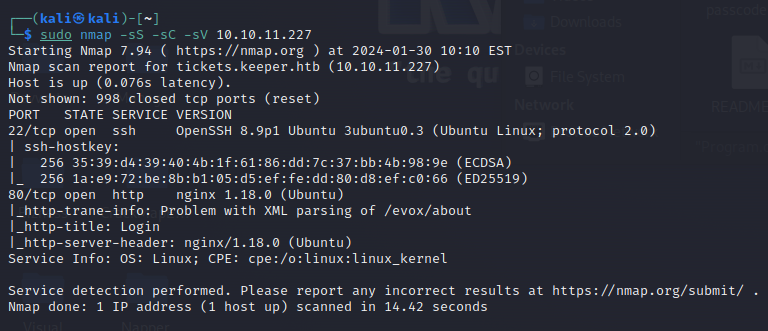 ┌──(kali㉿kali)-[~]
└─$ sudo nmap -sS -sC -sV 10.10.11.227
Starting Nmap 7.94 ( https://nmap.org ) at 2024-01-30 10:10 EST
Nmap scan report for tickets.keeper.htb (10.10.11.227)
Host is up (0.076s latency).
Not shown: 998 closed tcp ports (reset)
PORT   STATE SERVICE VERSION
22/tcp open  ssh     OpenSSH 8.9p1 Ubuntu 3ubuntu0.3 (Ubuntu Linux; protocol 2.0)
| ssh-hostkey:
|   256 35:39:d4:39:40:4b:1f:61:86:dd:7c:37:bb:4b:98:9e (ECDSA)
|_  256 1a:e9:72:be:8b:b1:05:d5:ef:fe:dd:80:d8:ef:c0:66 (ED25519)
80/tcp open  http    nginx 1.18.0 (Ubuntu)
|_http-trane-info: Problem with XML parsing of /evox/about
|_http-title: Login
|_http-server-header: nginx/1.18.0 (Ubuntu)
Service Info: OS: Linux; CPE: cpe:/o:linux:linux_kernel
Service detection performed. Please report any incorrect results at https://nmap.org/submit/ .
Nmap done: 1 IP address (1 host up) scanned in 14.42 seconds
Downloads
Devices
File System
Network
the qu